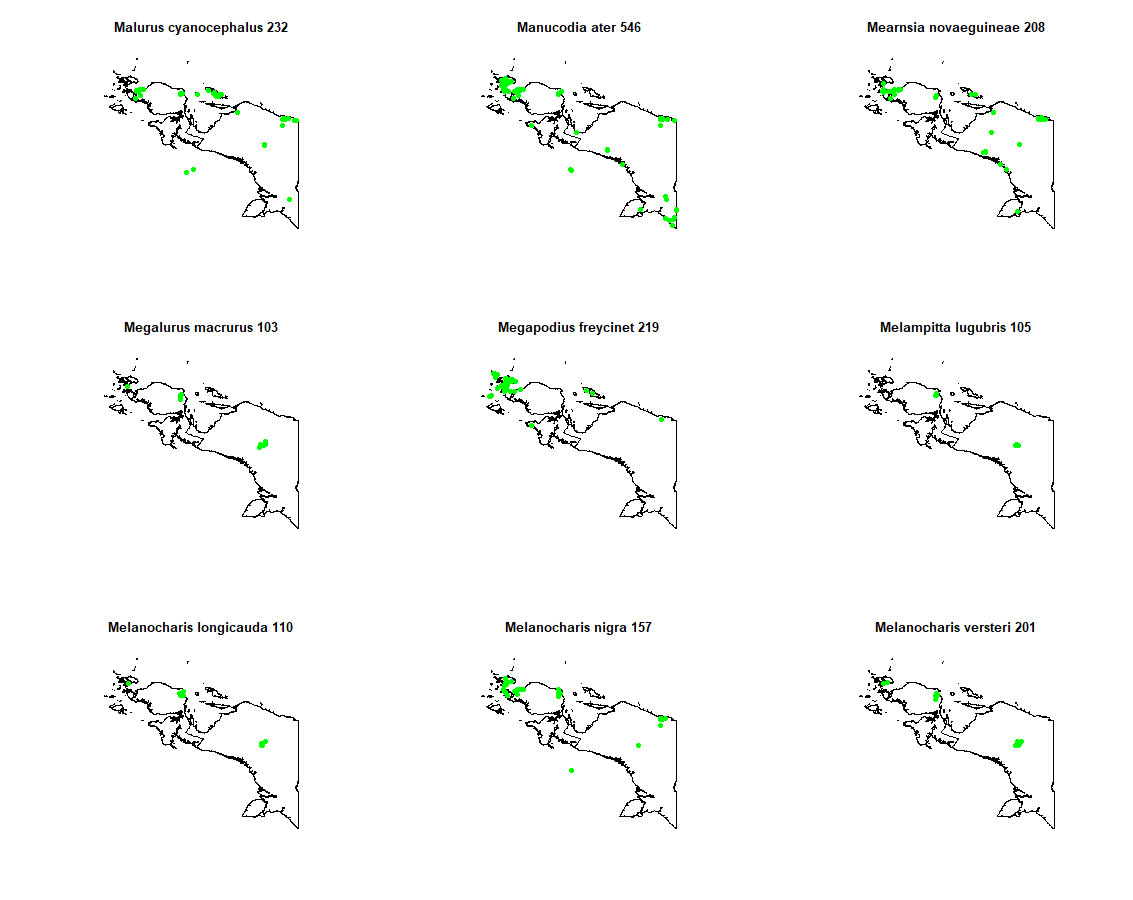 Malurus cyanocephalus 232
Manucodia ater 546
Mearnsia novaeguineae 208
Megalurus macrurus 103
Megapodius freycinet 219
Melampitta lugubris 105
Melanocharis longicauda 110
Melanocharis nigra 157
Melanocharis versteri 201